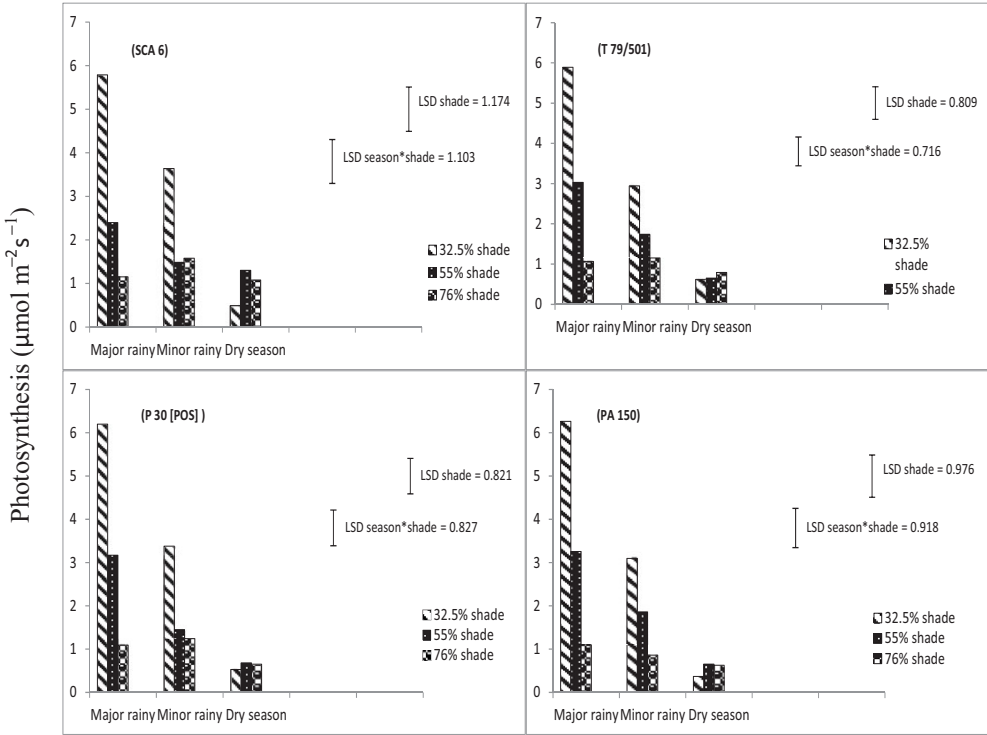 Photosynthesis (μmol m−2 s−1)
(SCA 6)
7
6
5
4
3
2
1
0
LSD shade = 1.174
LSD season*shade = 1.103
32.5% shade
55% shade
76% shade
Major rainy Minor rainy Dry season
(T 79/501)
7
6
5
4
3
2
1
0
LSD shade = 0.809
LSD season*shade = 0.716
32.5%
shade
55% shade
Major rainy Minor rainy Dry season
(P 30 [POS] )
7
6
5
4
3
2
1
0
LSD shade = 0.821
LSD season*shade = 0.827
32.5% shade
55% shade
76% shade
Major rainy Minor rainy Dry season
(PA 150)
7
6
5
4
3
2
1
0
LSD shade = 0.976
LSD season*shade = 0.918
32.5% shade
55% shade
76% shade
Major rainy Minor rainy Dry season